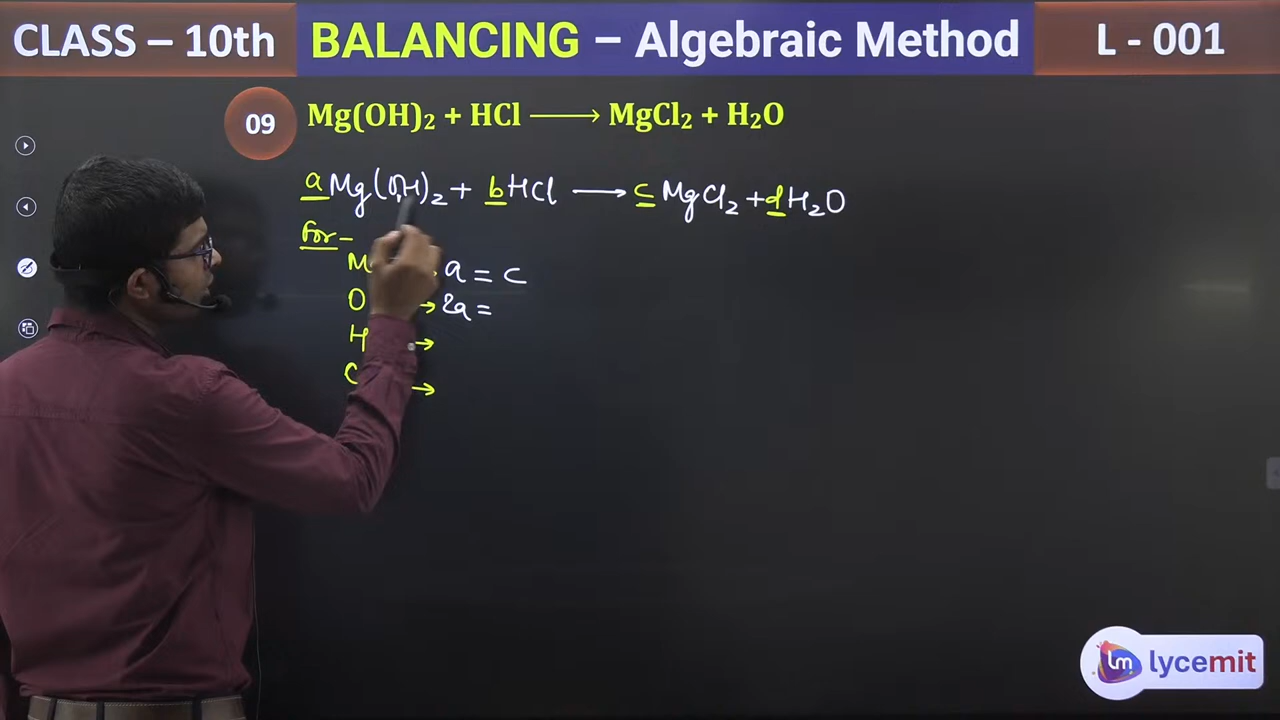 CLASS – 10th
BALANCING – Algebraic Method
L - 001
09
Mg(OH)₂ + HCl ⟶ MgCl₂ + H₂O
aMg(OH)₂ + bHCl ⟶ cMgCl₂ + dH₂O
For –
M → a = c
O → 2a =
H →
C →
lm lycemit